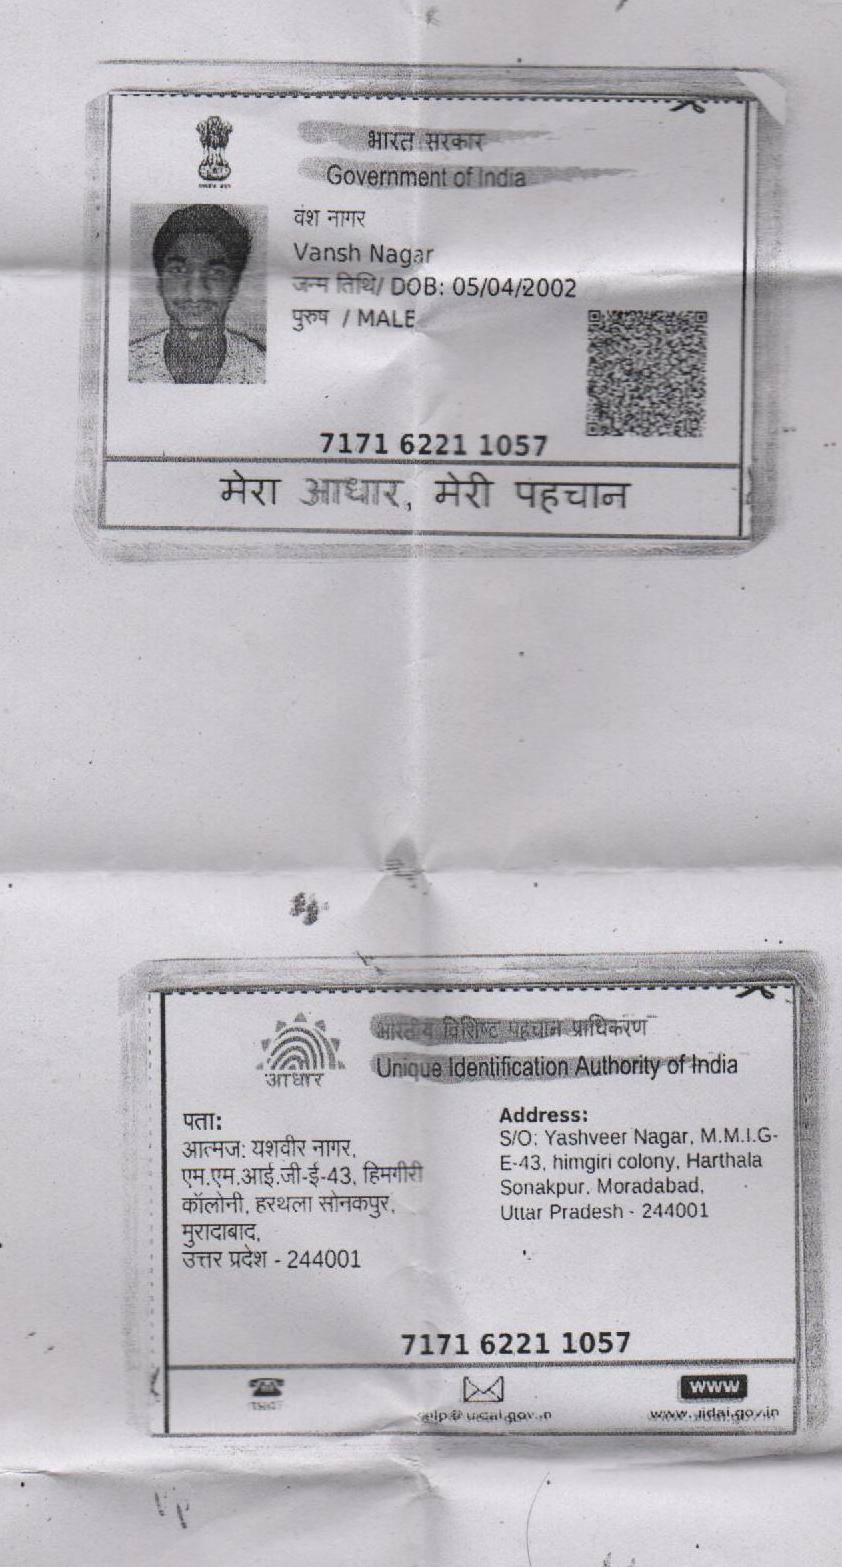 भारत सरकार
Government of India
वंश नागर
Vansh Nagar
जन्म तिथि/ DOB: 05/04/2002
पुरुष / MALE
7171 6221 1057
मेरा आधार, मेरी पहचान
भारतीय विशिष्ट पहचान प्राधिकरण
Unique Identification Authority of India
आधार
पता:
आत्मज: यशवीर नागर,
एम.एम.आई.जी-ई-43, हिमगीरी
कॉलोनी, हरथला सोनकपुर,
मुरादाबाद,
उत्तर प्रदेश - 244001
Address:
S/O: Yashveer Nagar, M.M.I.G-
E-43, himgiri colony, Harthala
Sonakpur, Moradabad,
Uttar Pradesh - 244001
7171 6221 1057
www